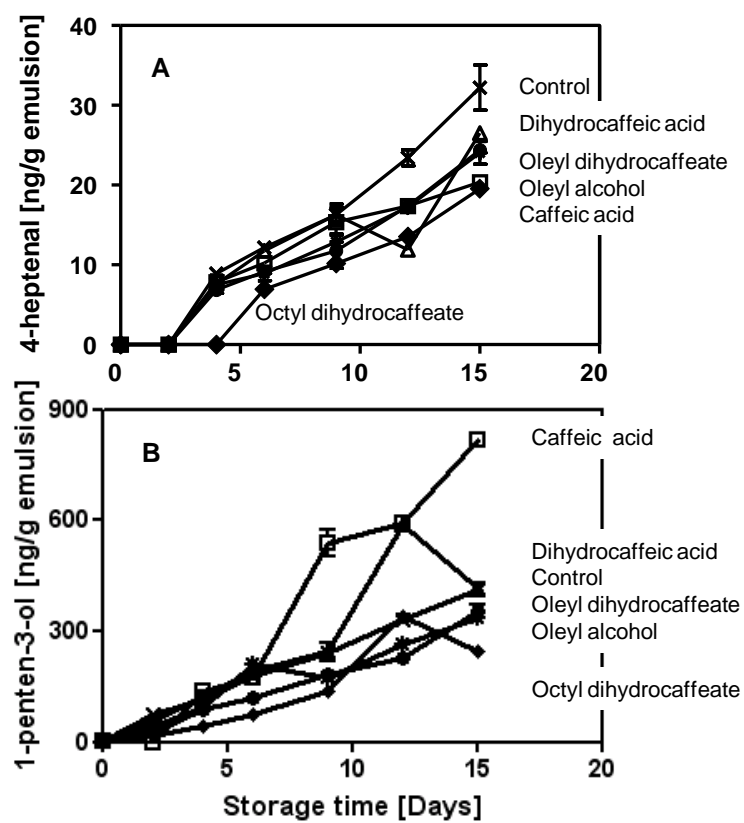 40
A
30
20
10
0
4-heptenal [ng/g emulsion]
Control
Dihydrocaffeic acid
Oleyl dihydrocaffeate
Oleyl alcohol
Caffeic acid
Octyl dihydrocaffeate
0 5 10 15 20
900
B
600
300
0
1-penten-3-ol [ng/g emulsion]
Caffeic acid
Dihydrocaffeic acid
Control
Oleyl dihydrocaffeate
Oleyl alcohol
Octyl dihydrocaffeate
0 5 10 15 20
Storage time [Days]